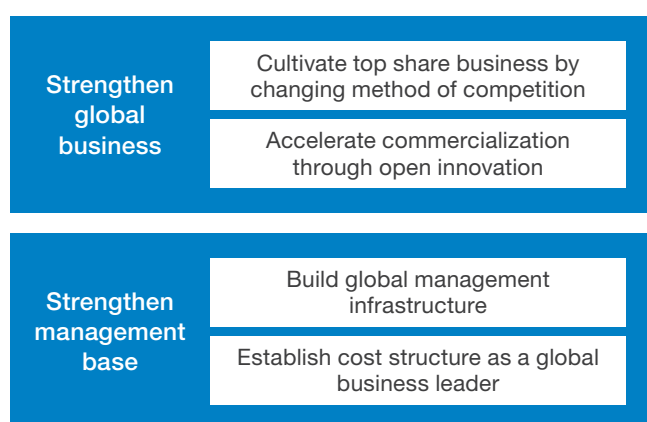 Strengthen
global
business
Cultivate top share business by
changing method of competition
Accelerate commercialization
through open innovation
Strengthen
management
base
Build global management
infrastructure
Establish cost structure as a global
business leader